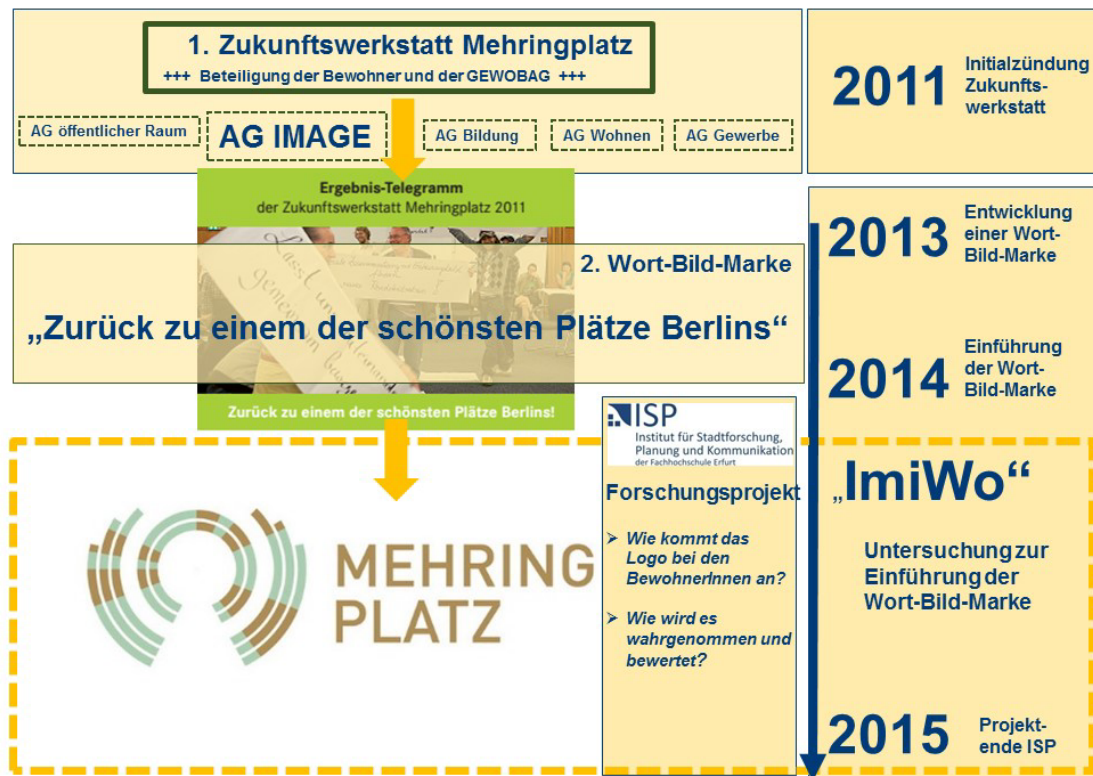 1. Zukunftswerkstatt Mehringplatz
+++ Beteiligung der Bewohner und der GEWOBAG +++
AG öffentlicher Raum
AG IMAGE
AG Bildung
AG Wohnen
AG Gewerbe
2011
Initialzündung
Zukunfts-
werkstatt
Ergebnis-Telegramm
der Zukunftswerkstatt Mehringplatz 2011
Lasst uns
gemeinsam
2. Wort-Bild-Marke
„Zurück zu einem der schönsten Plätze Berlins“
Zurück zu einem der schönsten Plätze Berlins!
2013
Entwicklung
einer Wort-
Bild-Marke
2014
Einführung
der Wort-
Bild-Marke
MEHRING
PLATZ
ISP
Institut für Stadtforschung,
Planung und Kommunikation
der Fachhochschule Erfurt
Forschungsprojekt
➢ Wie kommt das
Logo bei den
BewohnerInnen an?
➢ Wie wird es
wahrgenommen und
bewertet?
„ImiWo“
Untersuchung zur
Einführung der
Wort-Bild-Marke
2015
Projekt-
ende ISP